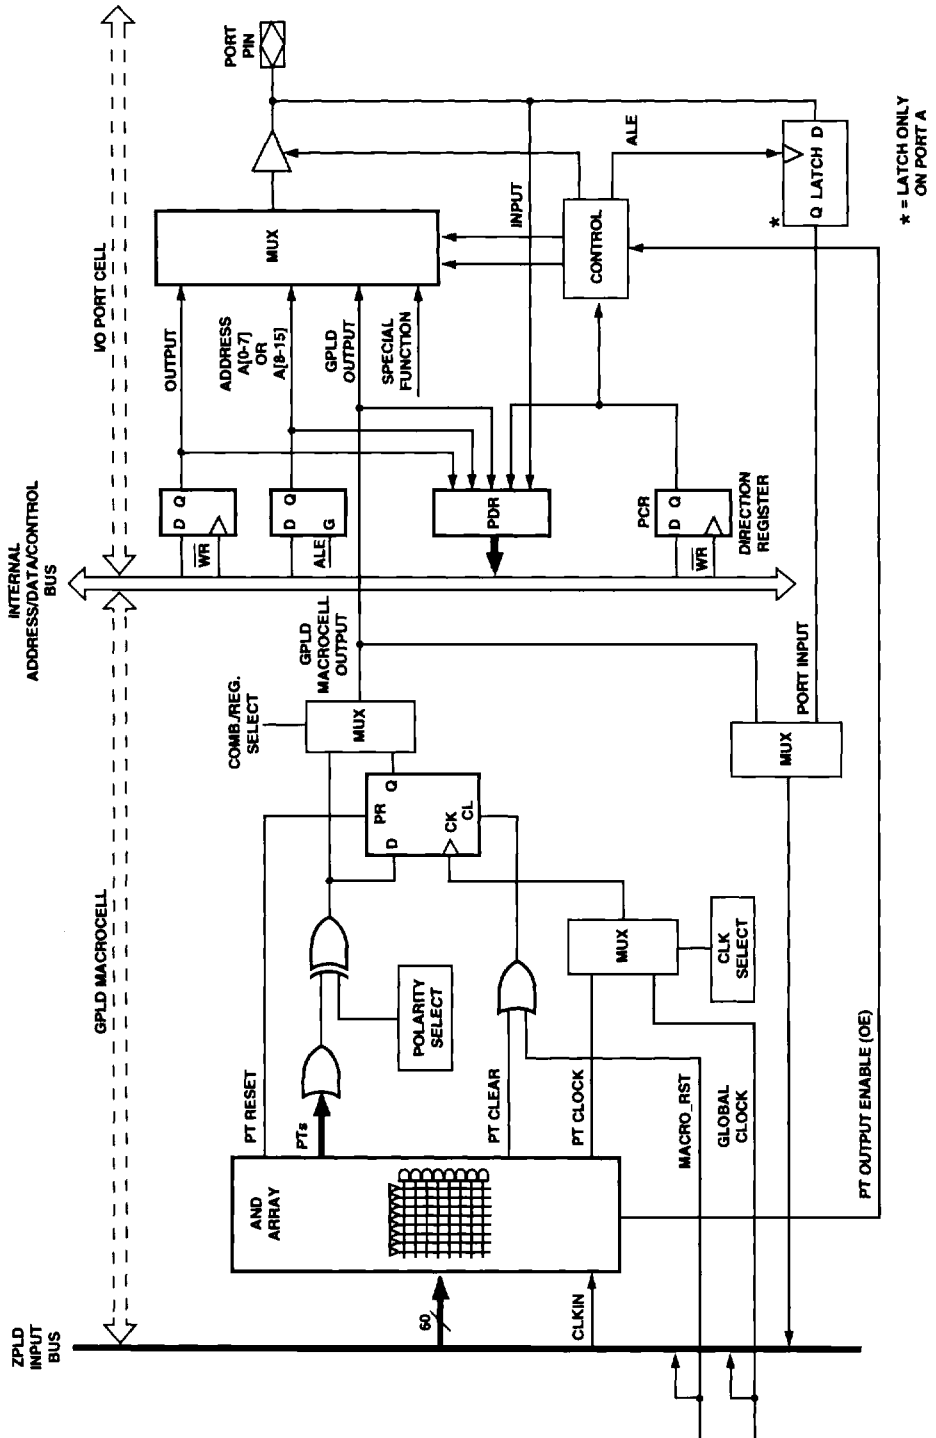 ZPLD
INPUT
BUS
GPLD MACROCELL
INTERNAL
ADDRESS/DATA/CONTROL
BUS
I/O PORT CELL
60
CLKIN
AND
ARRAY
PT RESET
PTs
PT CLEAR
PT CLOCK
MACRO_RST
GLOBAL
CLOCK
PT OUTPUT ENABLE (OE)
POLARITY
SELECT
MUX
CLK
SELECT
PR
D
Q
CK
CL
COMB./REG.
SELECT
MUX
GPLD
MACROCELL
OUTPUT
MUX
PORT INPUT
D Q
WR
D Q
G
ALE
PDR
PCR
D Q
WR
DIRECTION
REGISTER
OUTPUT
ADDRESS
A[0-7]
OR
A[8-15]
GPLD
OUTPUT
SPECIAL
FUNCTION
MUX
INPUT
CONTROL
ALE
*
Q LATCH D
PORT
PIN
* = LATCH ONLY
ON PORT A